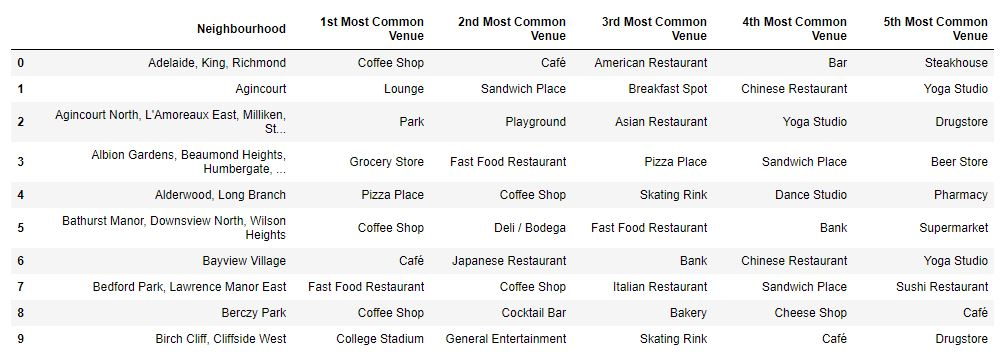 Neighbourhood 1st Most Common Venue 2nd Most Common Venue 3rd Most Common Venue 4th Most Common Venue 5th Most Common Venue
0 Adelaide, King, Richmond Coffee Shop Café American Restaurant Bar Steakhouse
1 Agincourt Lounge Sandwich Place Breakfast Spot Chinese Restaurant Yoga Studio
2 Agincourt North, L'Amoreaux East, Milliken, St... Park Playground Asian Restaurant Yoga Studio Drugstore
3 Albion Gardens, Beaumond Heights, Humbergate, ... Grocery Store Fast Food Restaurant Pizza Place Sandwich Place Beer Store
4 Alderwood, Long Branch Pizza Place Coffee Shop Skating Rink Dance Studio Pharmacy
5 Bathurst Manor, Downsview North, Wilson Heights Coffee Shop Deli / Bodega Fast Food Restaurant Bank Supermarket
6 Bayview Village Café Japanese Restaurant Bank Chinese Restaurant Yoga Studio
7 Bedford Park, Lawrence Manor East Fast Food Restaurant Coffee Shop Italian Restaurant Sandwich Place Sushi Restaurant
8 Berczy Park Coffee Shop Cocktail Bar Bakery Cheese Shop Café
9 Birch Cliff, Cliffside West College Stadium General Entertainment Skating Rink Café Drugstore